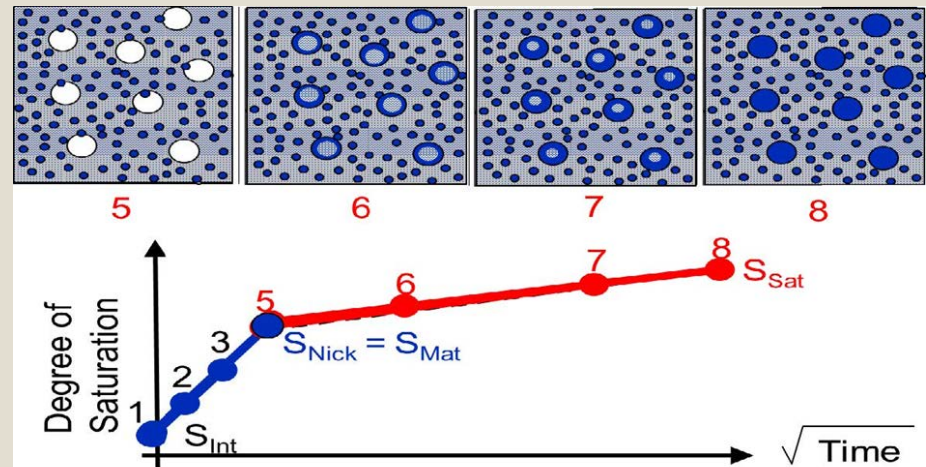 5 6 7 8
8
7
6
5
S_Sat
Degree of
Saturation
3
S_Nick = S_Mat
2
1
S_Int
√Time